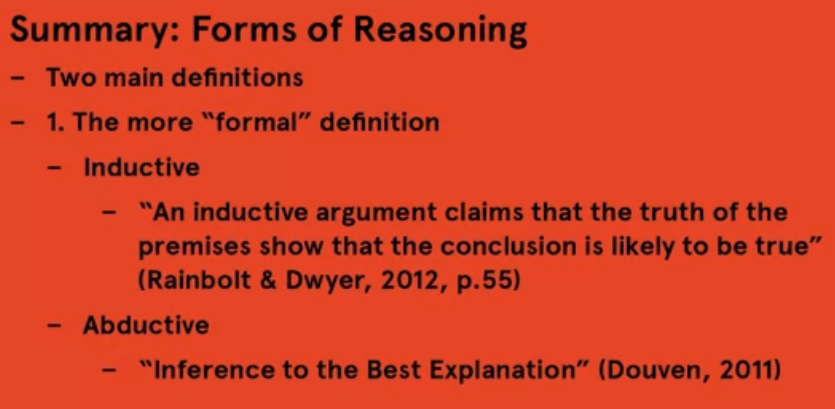 Summary: Forms of Reasoning
– Two main definitions
– 1. The more “formal” definition
– Inductive
– “An inductive argument claims that the truth of the
premises show that the conclusion is likely to be true”
(Rainbolt & Dwyer, 2012, p.55)
– Abductive
– “Inference to the Best Explanation” (Douven, 2011)